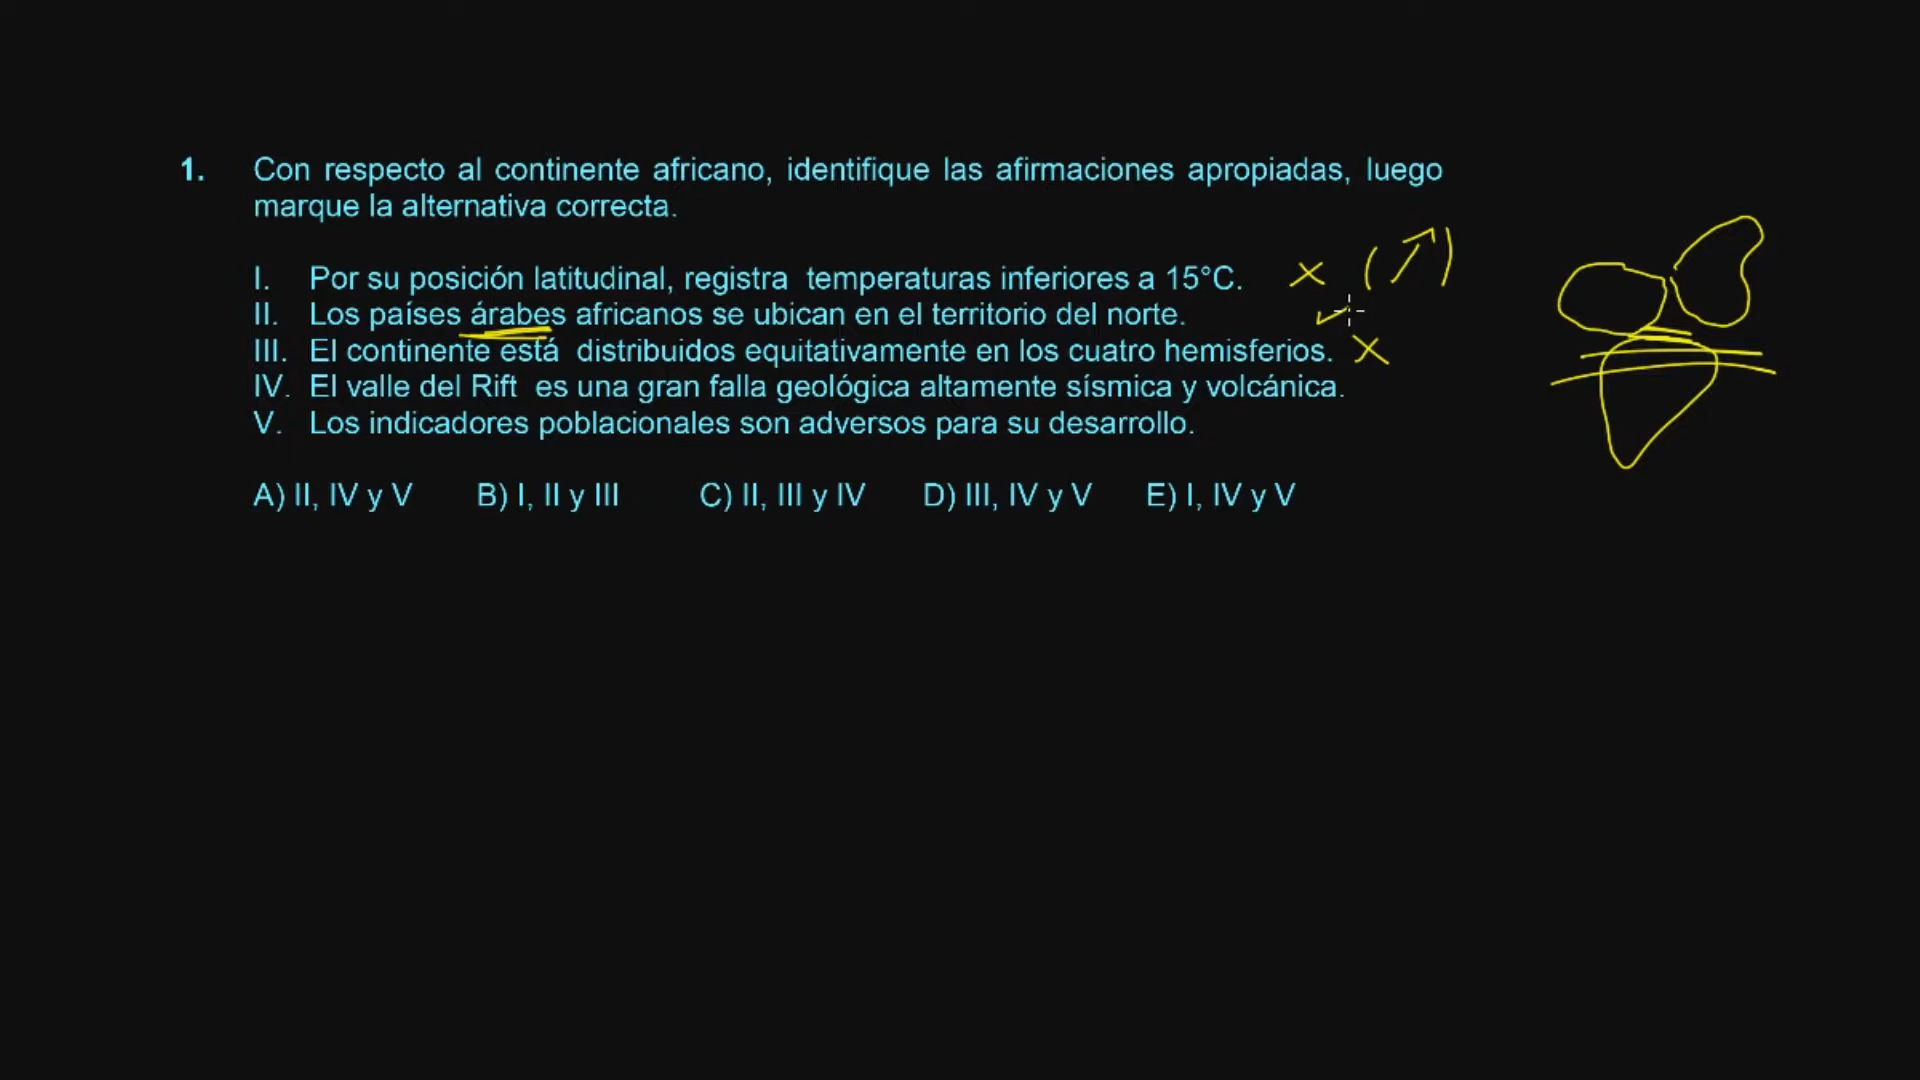 1. Con respecto al continente africano, identifique las afirmaciones apropiadas, luego
marque la alternativa correcta.
I. Por su posición latitudinal, registra temperaturas inferiores a 15°C. x (↗)
II. Los países árabes africanos se ubican en el territorio del norte. ✓
III. El continente está distribuidos equitativamente en los cuatro hemisferios. x
IV. El valle del Rift es una gran falla geológica altamente sísmica y volcánica.
V. Los indicadores poblacionales son adversos para su desarrollo.
A) II, IV y V B) I, II y III C) II, III y IV D) III, IV y V E) I, IV y V